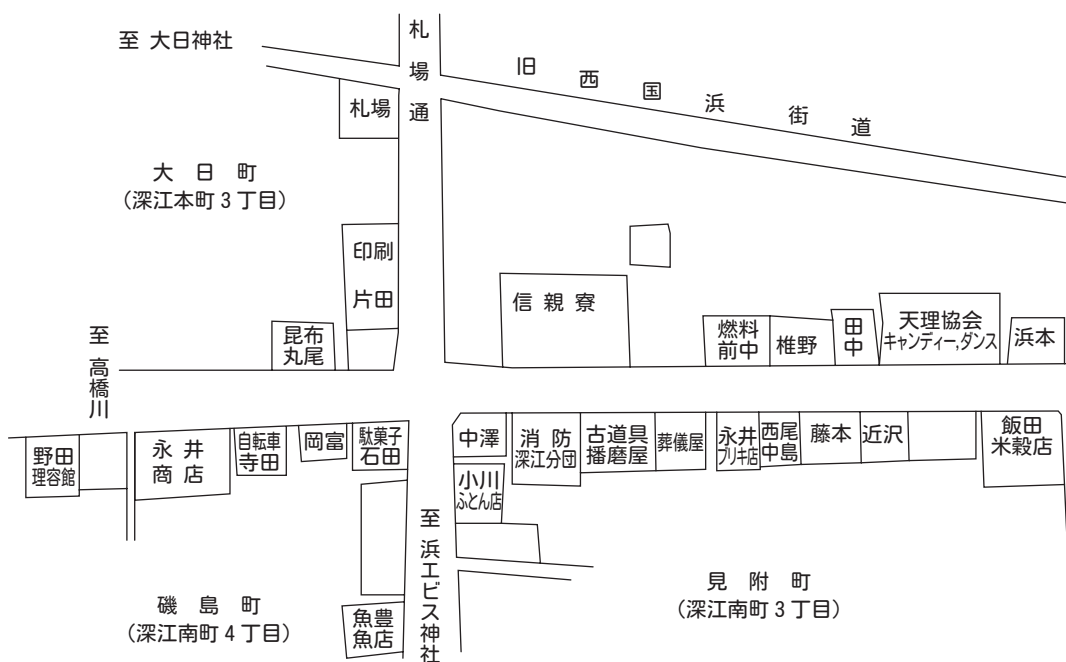 至 大日神社
札場通
旧西国浜街道
札場
大日町
(深江本町3丁目)
印刷
片田
昆布
丸尾
至高橋川
信親寮
燃料
前中
椎野
田中
天理協会
キャンディー,ダンス
浜本
野田
理容館
永井
商店
自転車
寺田
岡富
駄菓子
石田
中澤
小川
ふとん店
消防
深江分団
古道具
播磨屋
葬儀屋
永井
ブリキ店
西尾
中島
藤本
近沢
飯田
米穀店
至浜エビス神社
磯島町
(深江南町4丁目)
魚豊
魚店
見附町
(深江南町3丁目)